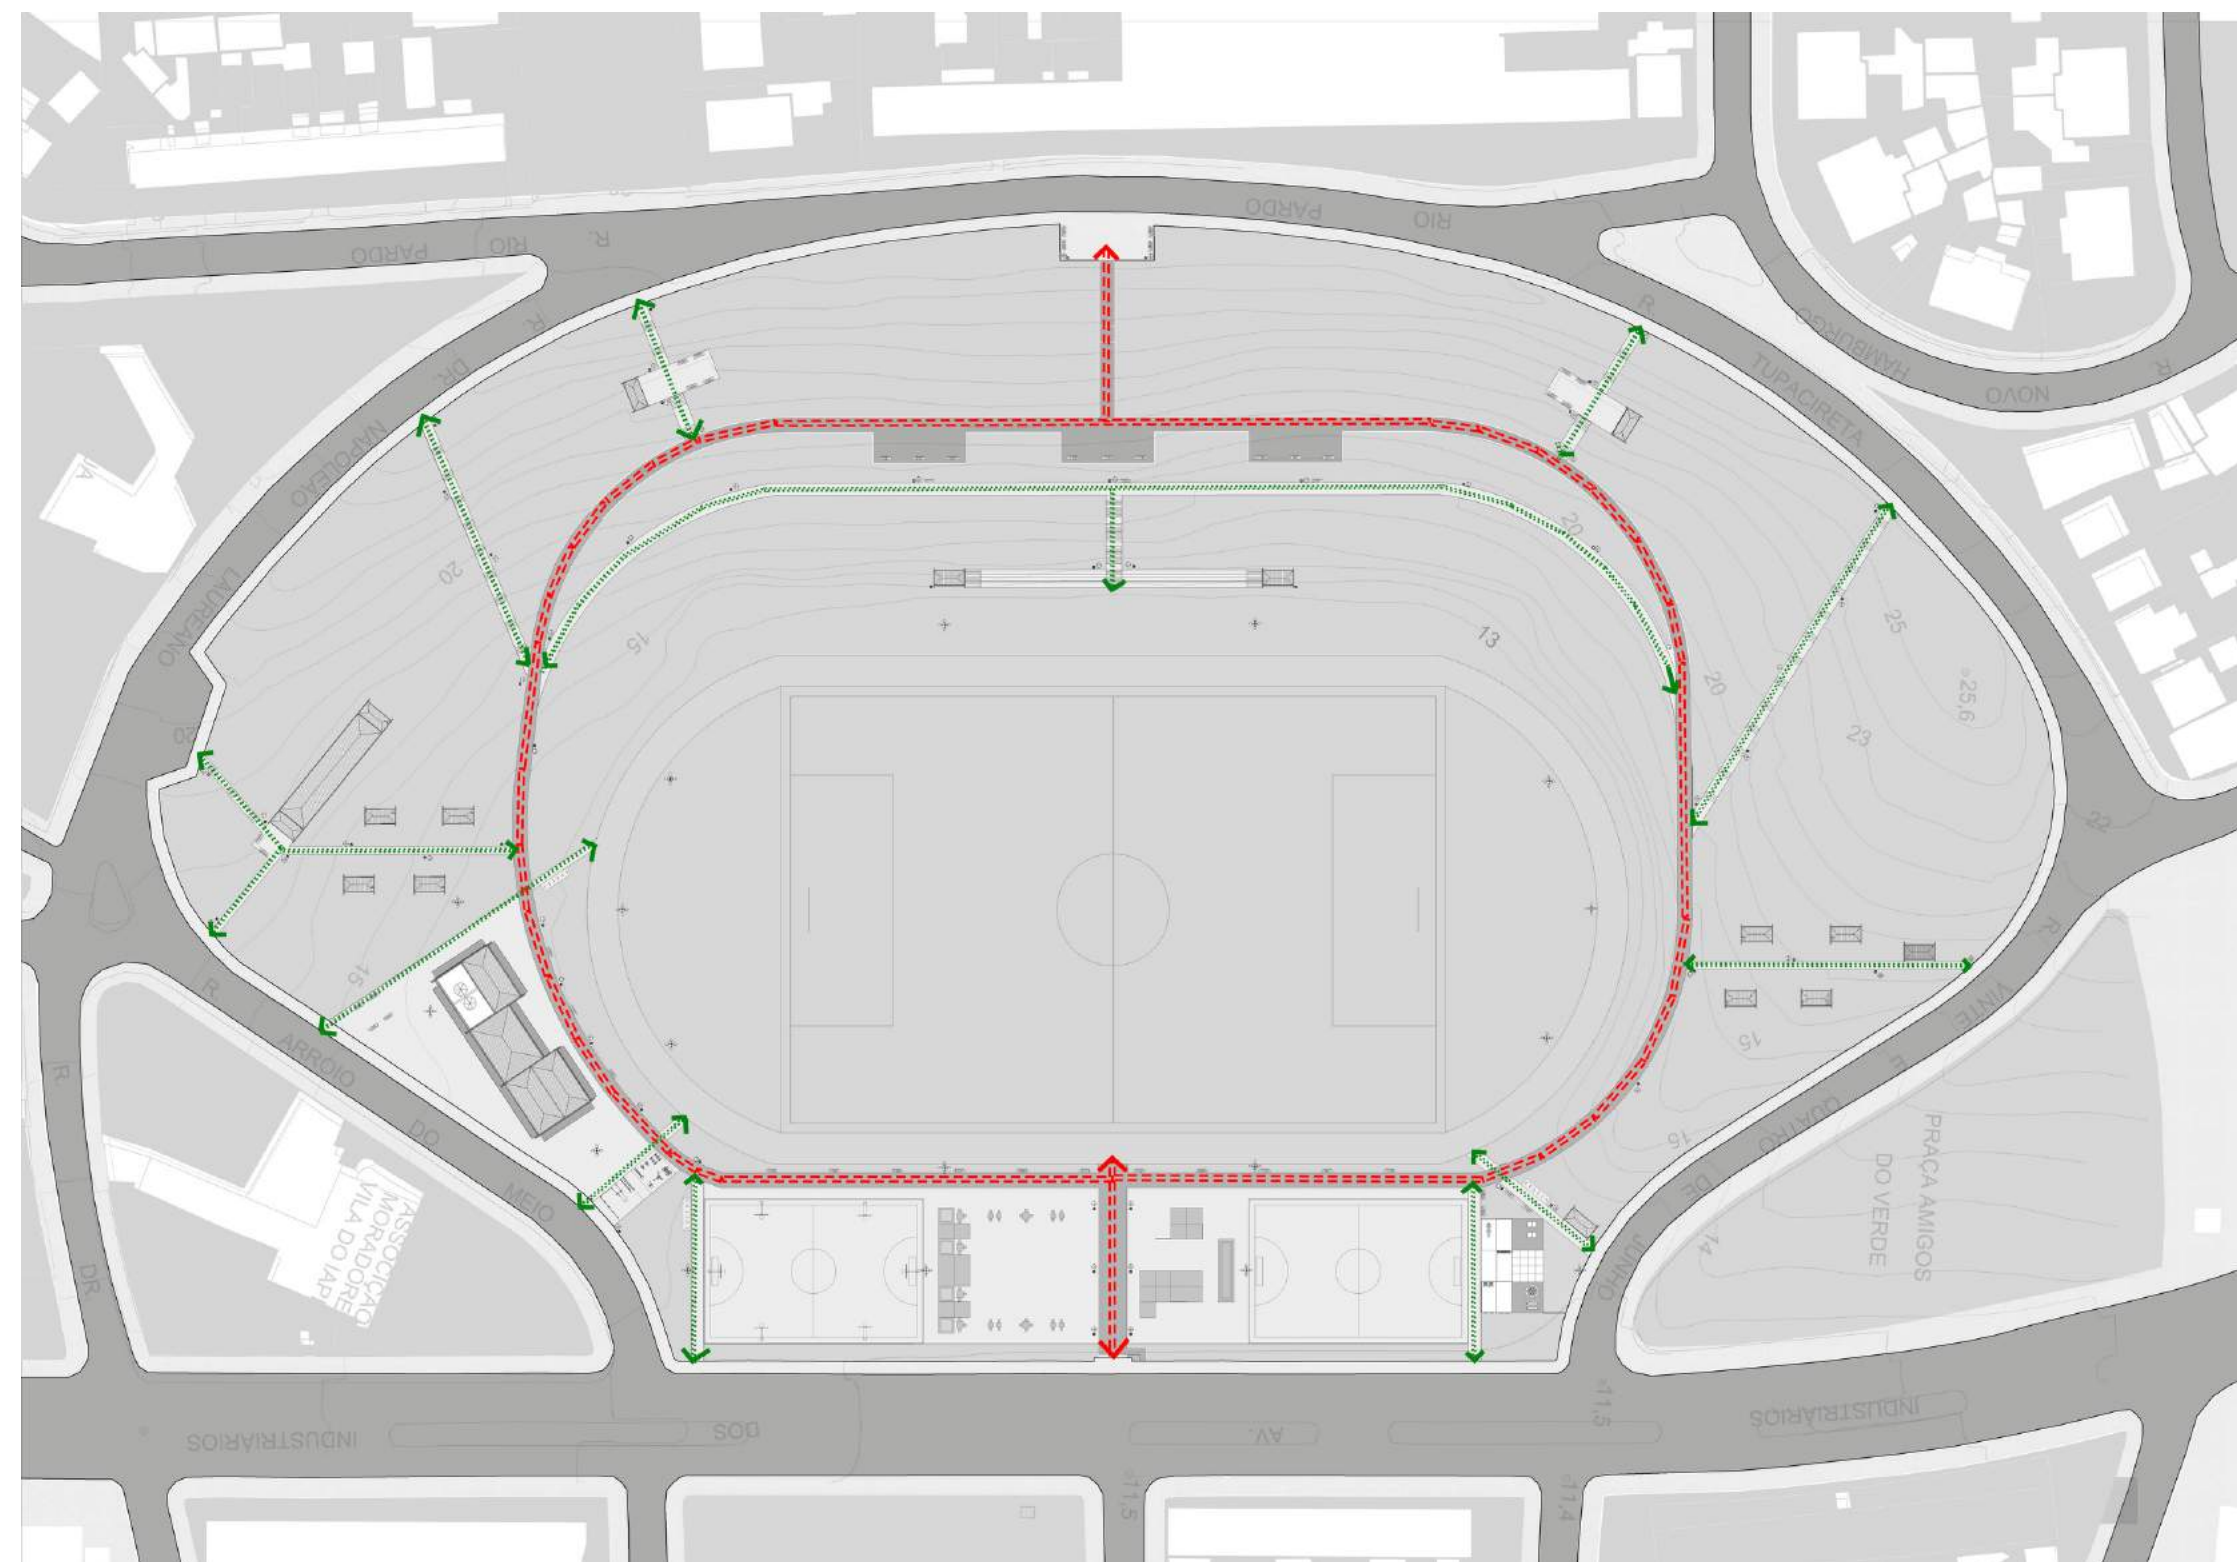 R. RIO PARDO
RIO PARDO
R. DR. NAPOLEÃO LAUREANO
R. TUPACIRETA
R. NOVO HAMBURGO
20
15
13
20
20
25
25,6
23
22
20
15
15
15
14
R. ARROIO DO MEIO
R. VINTE E QUATRO DE JUNHO
PRAÇA AMIGOS
DO VERDE
ASSOCIÇÃO
MORADORE
VILA DO IAP
R. DR.
AV. DOS INDUSTRIÁRIOS
INDUSTRIÁRIOS
11,5
11,5
11,4